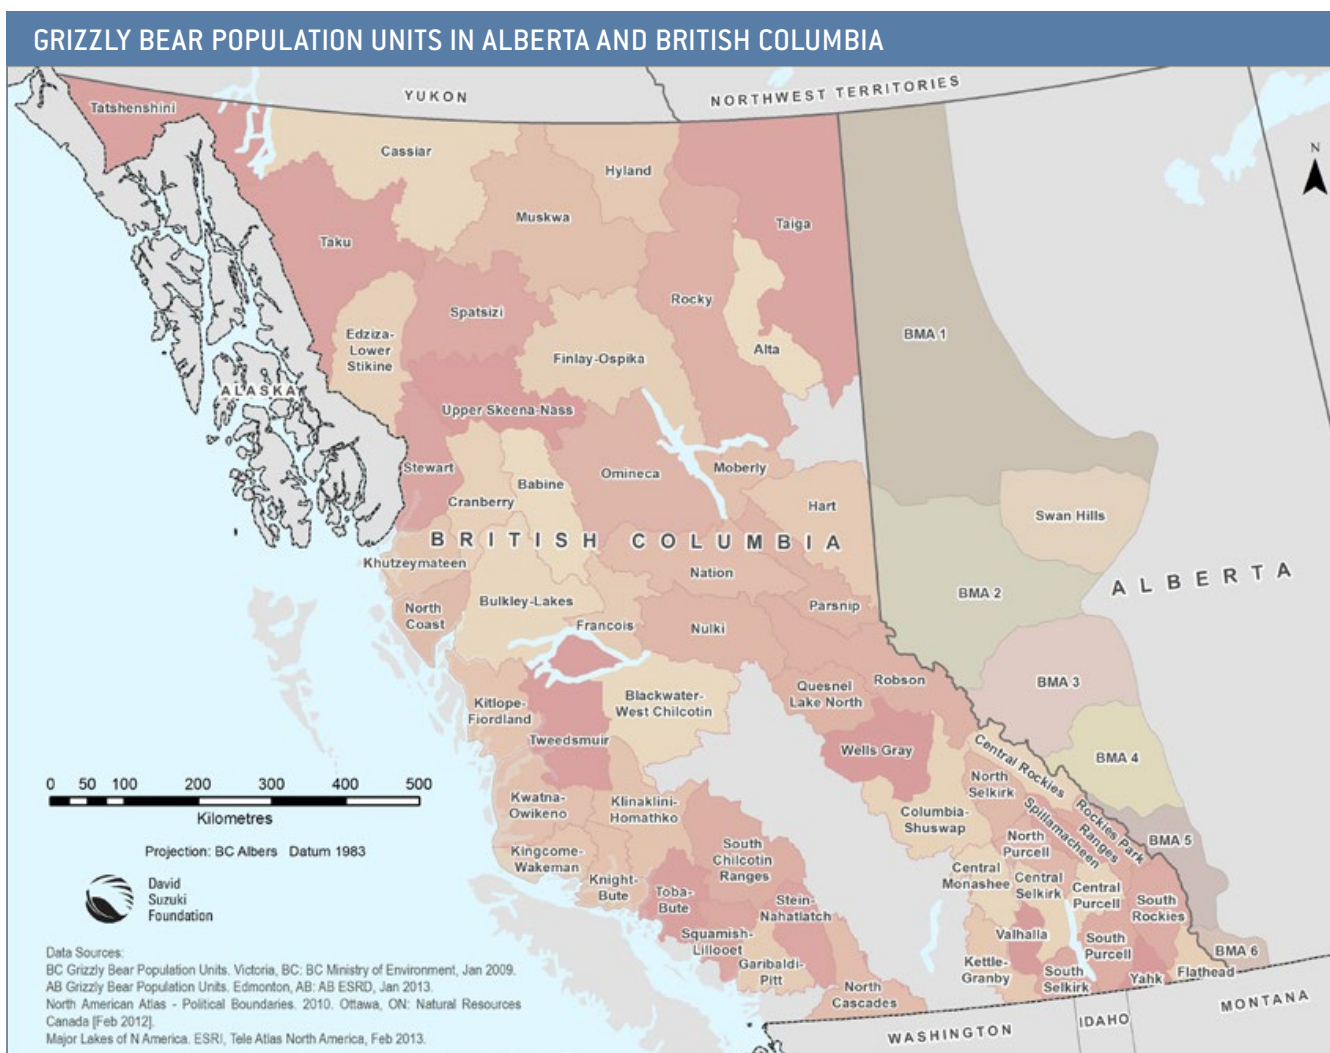 GRIZZLY BEAR POPULATION UNITS IN ALBERTA AND BRITISH COLUMBIA
YUKON
NORTHWEST TERRITORIES
Tatshenshini
Cassiar
Hyland
Muskwa
Taiga
Taku
N
Rocky
Spatsizi
Edziza-
Lower
Stikine
Finlay-Ospika
Alta
BMA 1
ALASKA
Upper Skeena-Nass
Stewart
Omineca
Moberly
Babine
Cranberry
Hart
Swan Hills
BRITISH COLUMBIA
Khutzeymateen
Nation
ALBERTA
BMA 2
Bulkley-Lakes
North
Coast
Parsnip
Francois
Nulki
Robson
BMA 3
Quesnel
Lake North
Blackwater-
West Chilcotin
Kitlope-
Fiordland
Tweedsmuir
Wells Gray
Central Rockies
BMA 4
North
Selkirk
0 50 100 200 300 400 500
Kilometres
Kwatna-
Owikeno
Klinaklini-
Homathko
Columbia-
Shuswap
Spillamacheen
Rockies Park
Ranges
BMA 5
Projection: BC Albers Datum 1983
Kingcome-
Wakeman
South
Chilcotin
Ranges
North
Purcell
Central
Monashee
Central
Selkirk
Central
Purcell
South
Rockies
Knight-
Bute
Toba-
Bute
Stein-
Nahatlatch
David
Suzuki
Foundation
Squamish-
Lillooet
Valhalla
South
Purcell
BMA 6
Garibaldi-
Pitt
Kettle-
Granby
South
Selkirk
Yahk
Flathead
North
Cascades
WASHINGTON
IDAHO
MONTANA
Data Sources:
BC Grizzly Bear Population Units. Victoria, BC: BC Ministry of Environment, Jan 2009.
AB Grizzly Bear Population Units. Edmonton, AB: AB ESRD, Jan 2013.
North American Atlas - Political Boundaries. 2010. Ottawa, ON: Natural Resources
Canada [Feb 2012].
Major Lakes of N America. ESRI, Tele Atlas North America, Feb 2013.